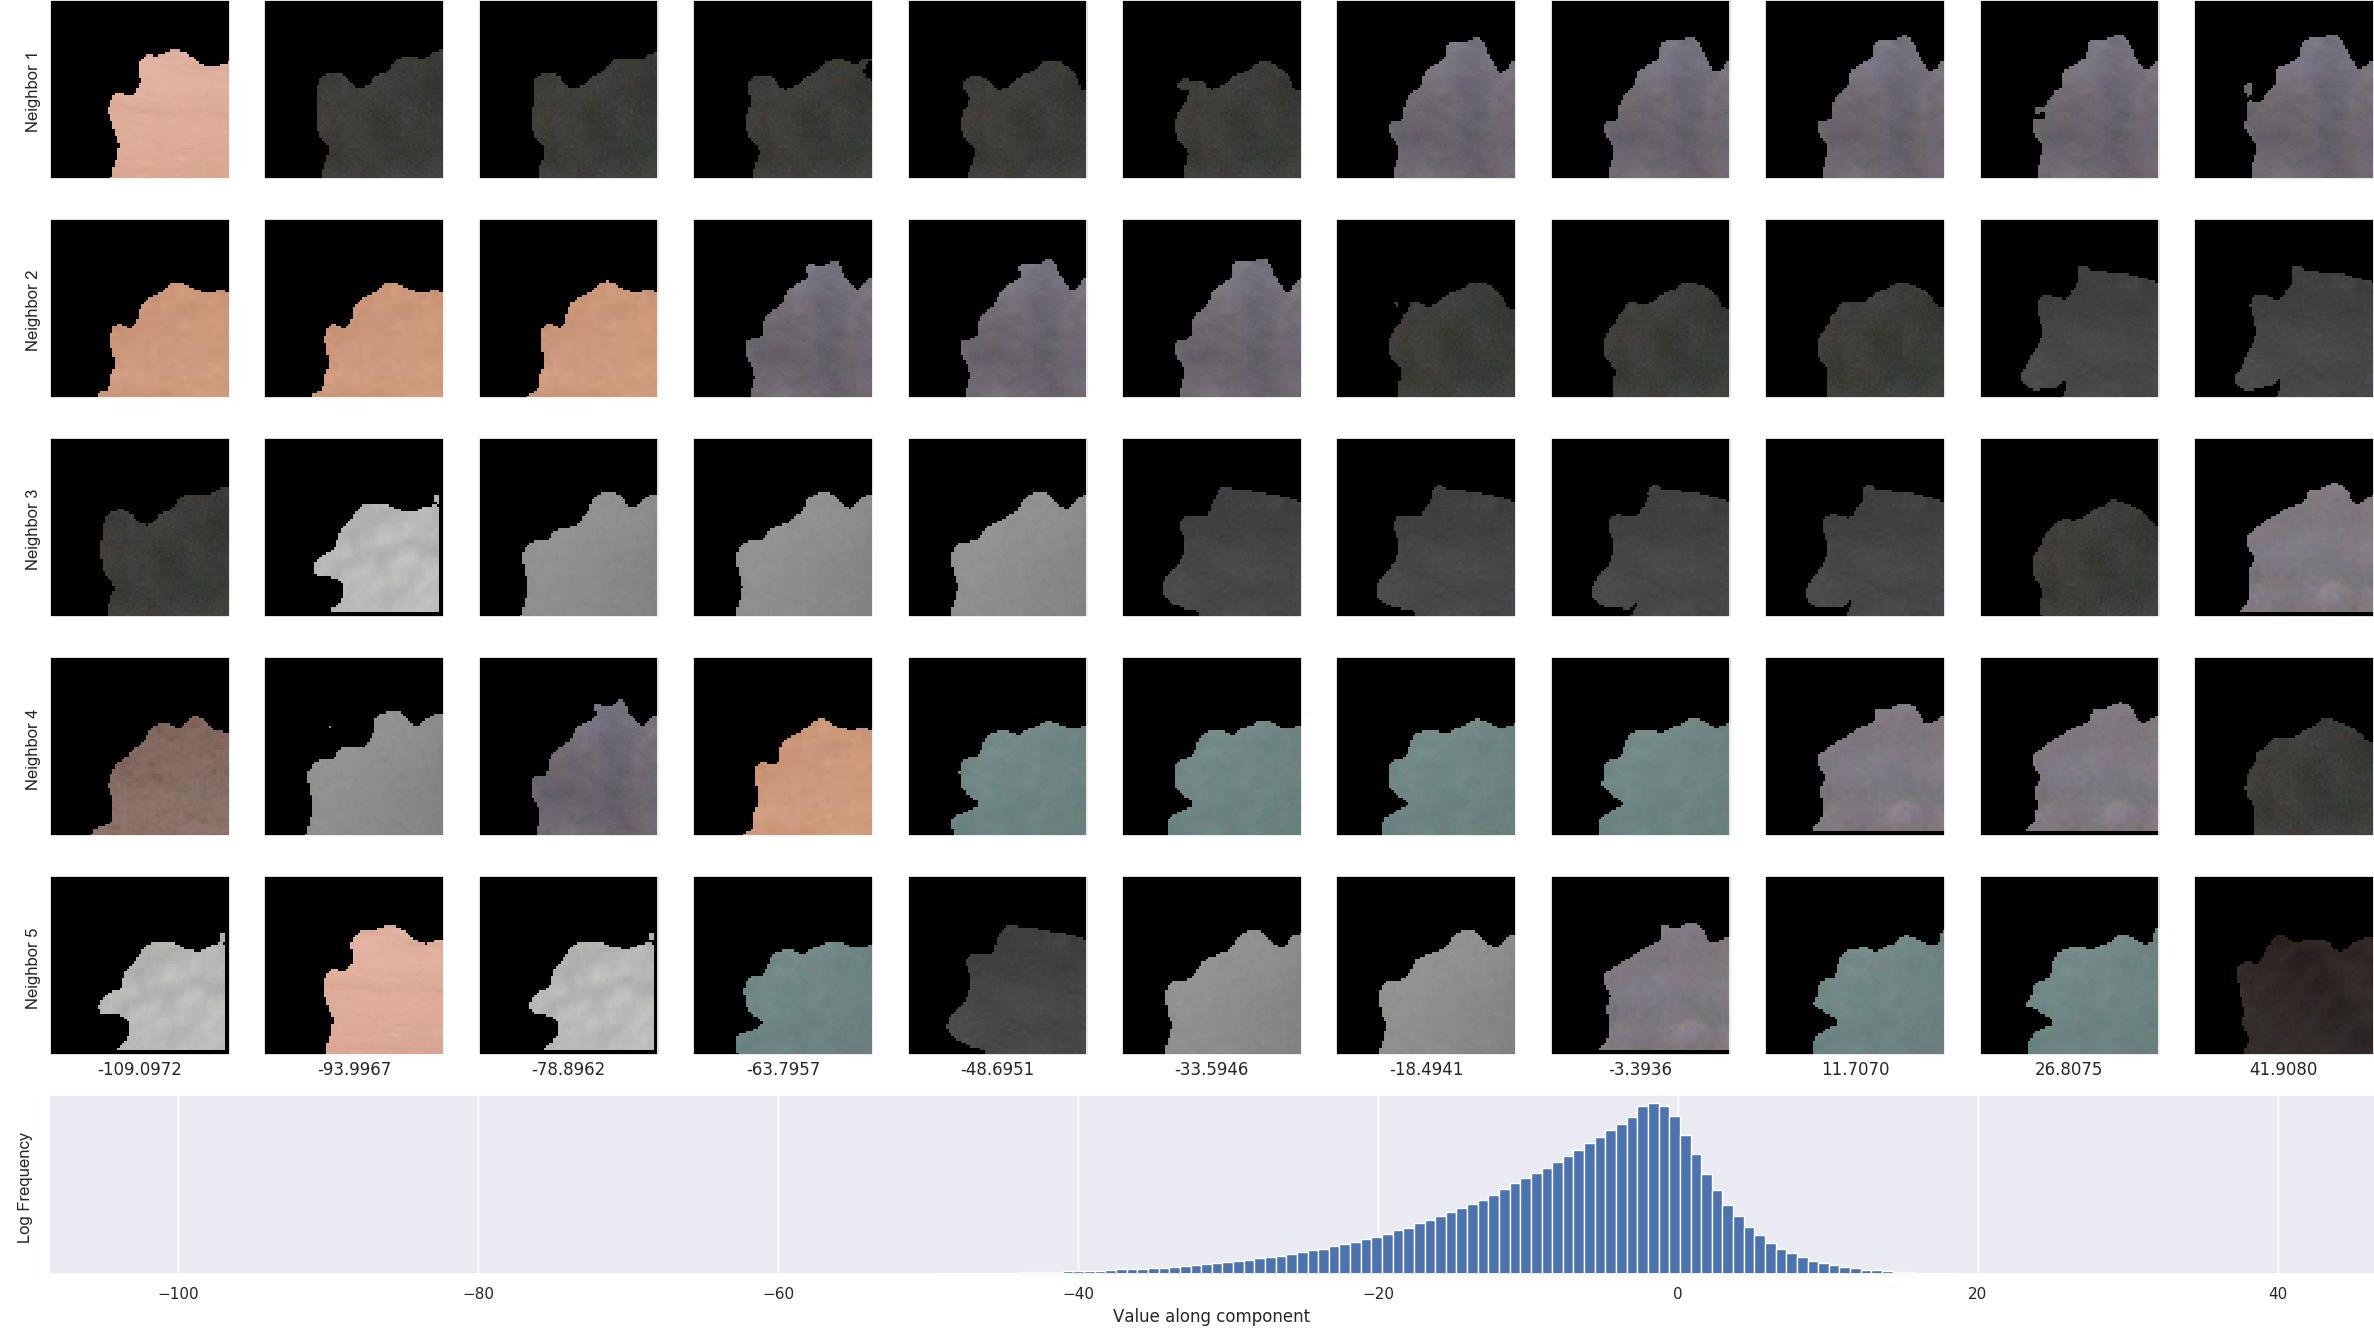 Neighbor 1
Neighbor 2
Neighbor 3
Neighbor 4
Neighbor 5
-109.0972 -93.9967 -78.8962 -63.7957 -48.6951 -33.5946 -18.4941 -3.3936 11.7070 26.8075 41.9080
Log Frequency
−100 −80 −60 −40 −20 0 20 40
Value along component